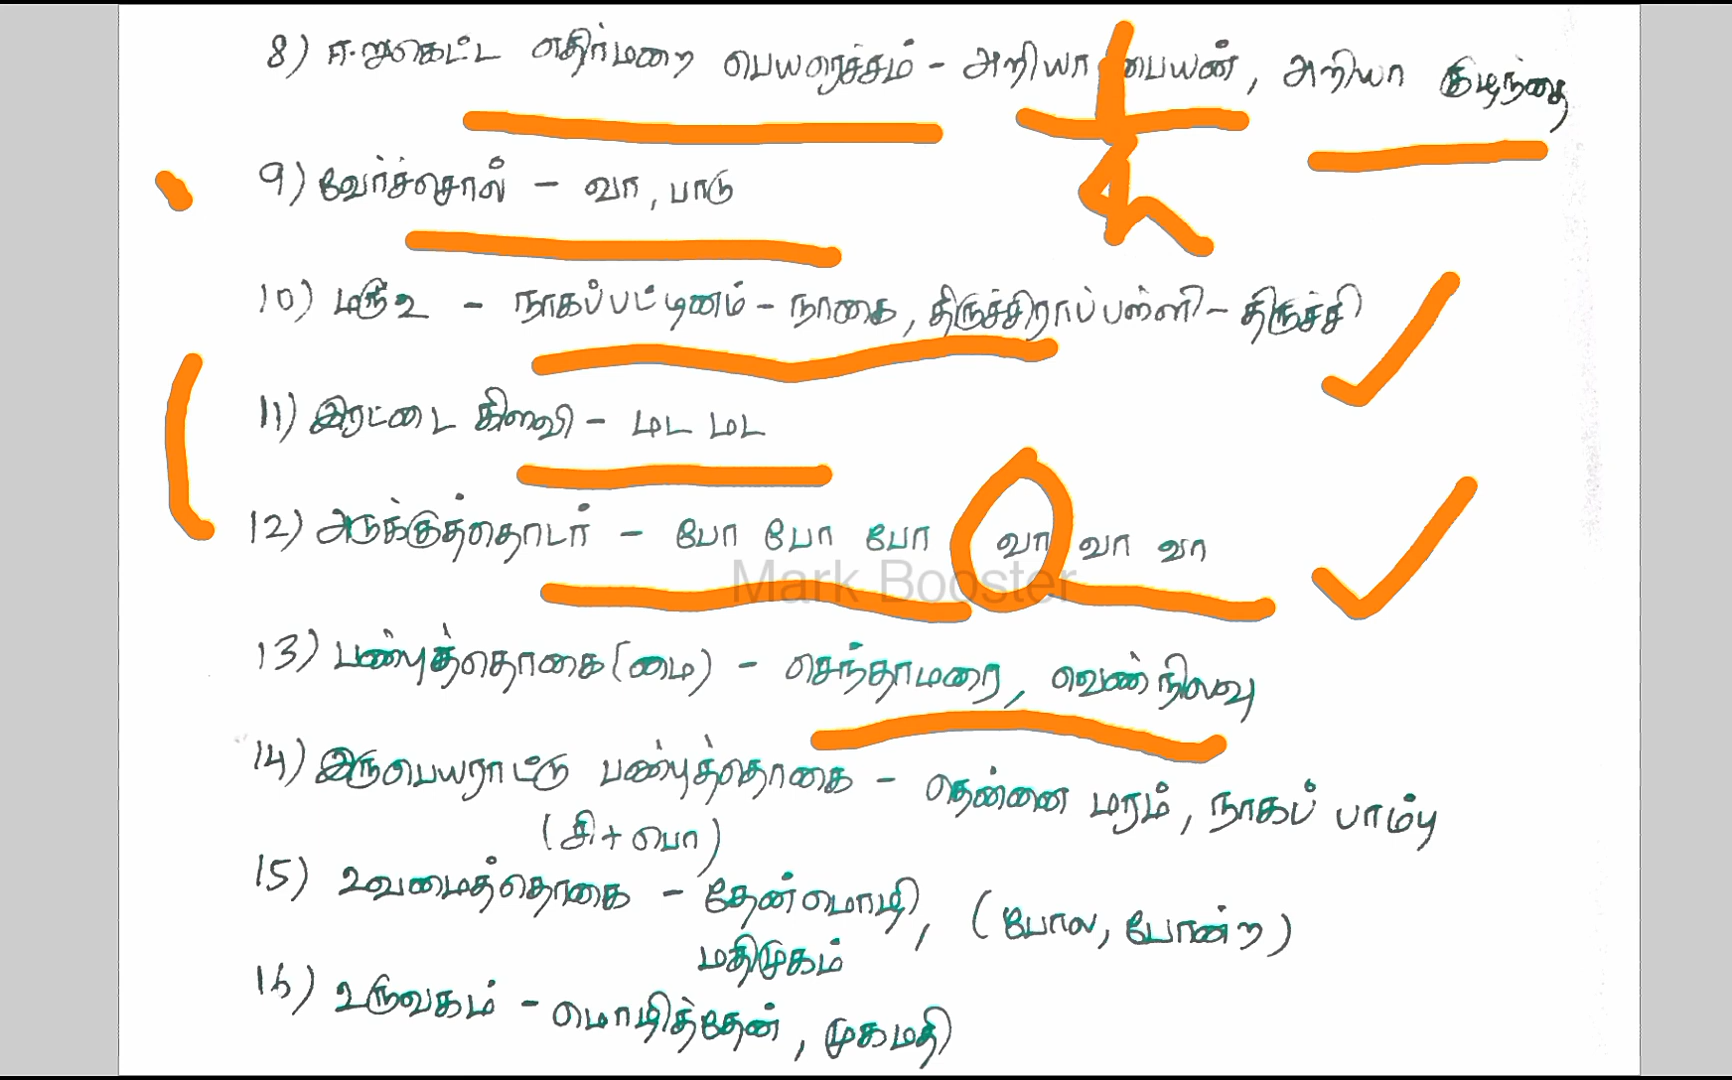 8) ஈறுகெட்ட எதிர்மறை பெயரெச்சம் - அறியா பையன், அறியா குழந்தை
9) வேர்ச்சொல் - வா, பாடு
10) மரூஉ - நாகப்பட்டினம் - நாகை, திருச்சிராப்பள்ளி - திருச்சி
11) இரட்டை கிளவி - மட மட
12) அடுக்குத்தொடர் - போ போ போ வா வா வா
Mark Booster
13) பண்புத்தொகை (மை) - செந்தாமரை, வெண்நிலவு
14) இருபெயராட்டு பண்புத்தொகை - தென்னை மரம், நாகப் பாம்பு
(சி + பொ)
15) உவமைத்தொகை - தேன்மொழி, (போல, போன்ற)
மதிமுகம்
16) உருவகம் - மொழித்தேன், முகமதி